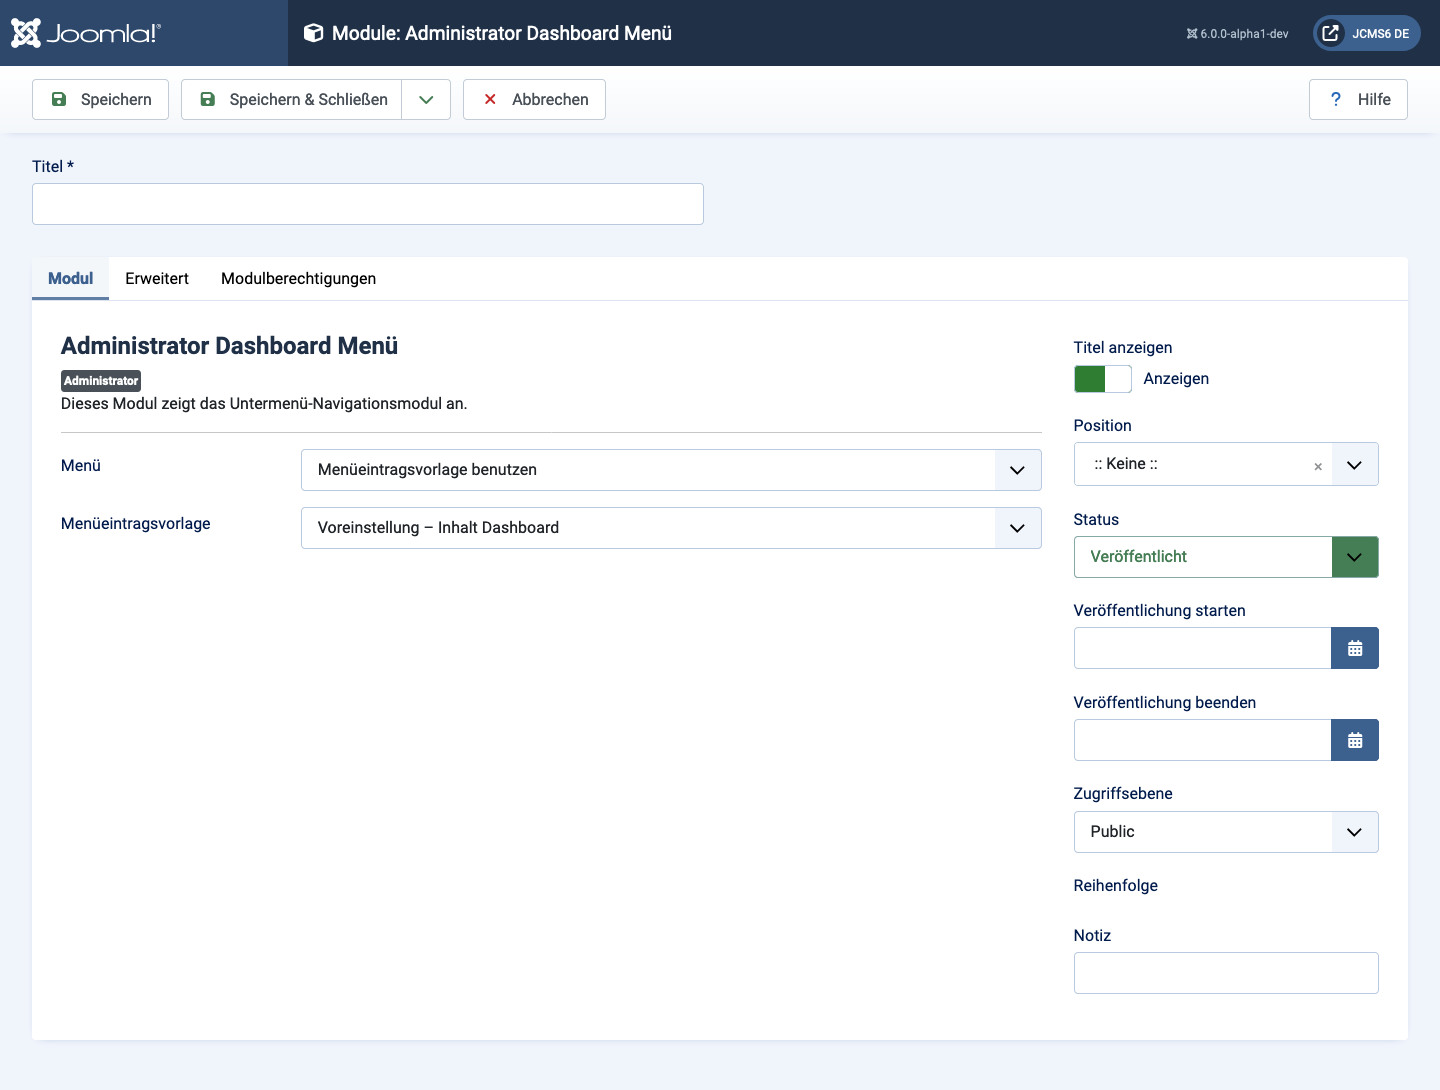 Joomla!®
Module: Administrator Dashboard Menü
6.0.0-alpha1-dev
JCMS6 DE
Speichern
Speichern & Schließen
Abbrechen
? Hilfe
Titel *
Modul
Erweitert
Modulberechtigungen
Administrator Dashboard Menü
Administrator
Dieses Modul zeigt das Untermenü-Navigationsmodul an.
Menü
Menüeintragsvorlage benutzen
Menüeintragsvorlage
Voreinstellung – Inhalt Dashboard
Titel anzeigen
Anzeigen
Position
:: Keine ::
Status
Veröffentlicht
Veröffentlichung starten
Veröffentlichung beenden
Zugriffsebene
Public
Reihenfolge
Notiz